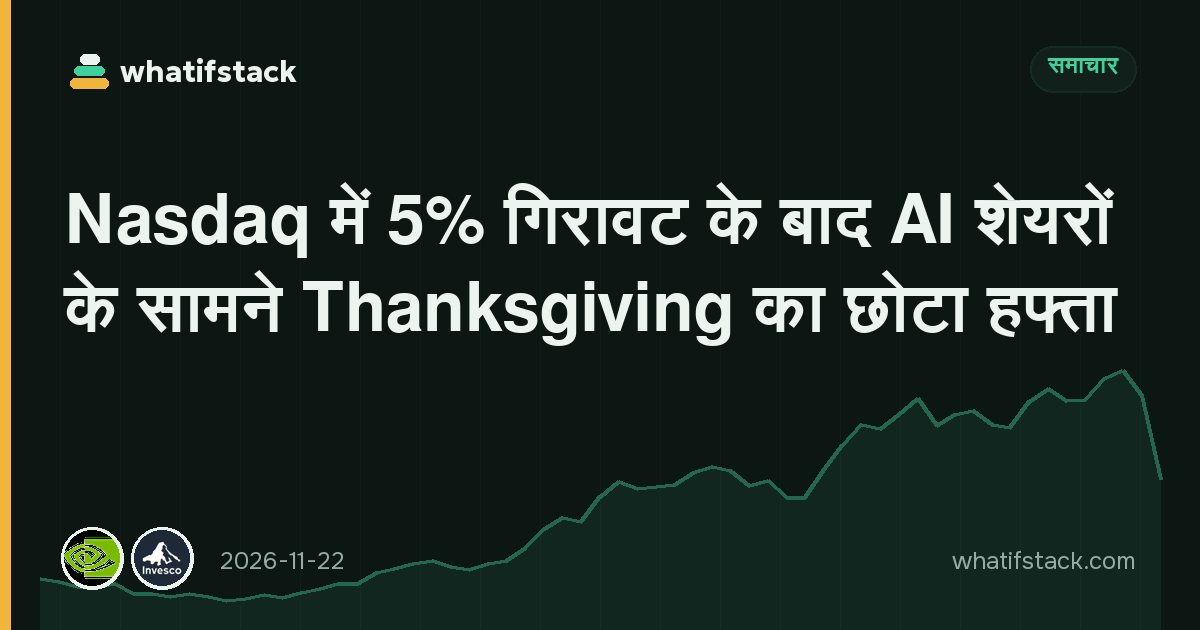 whatifstack
समाचार
Nasdaq में 5% गिरावट के बाद AI शेयरों
के सामने Thanksgiving का छोटा हफ्ता
Invesco
2026-11-22
whatifstack.com